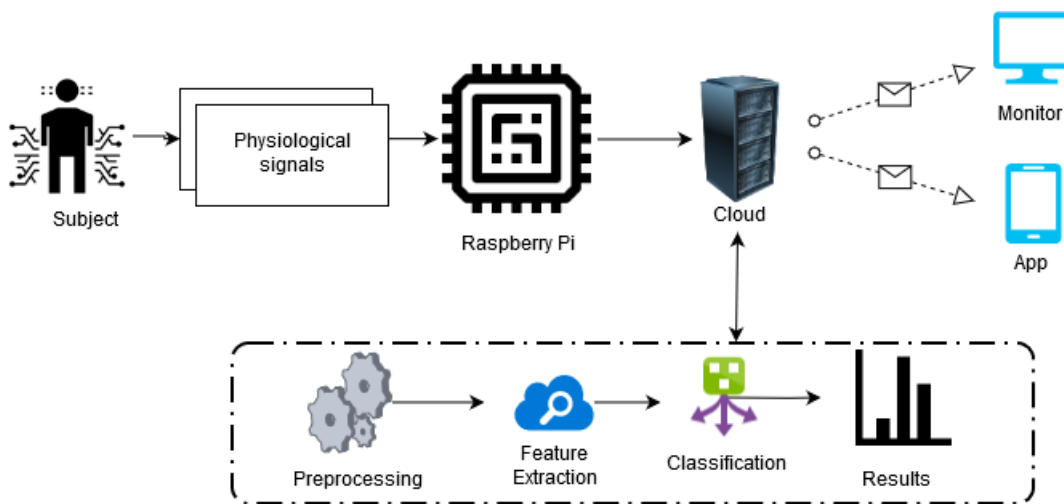 Physiological
signals
Subject
Raspberry Pi
Cloud
Monitor
App
Preprocessing
Feature
Extraction
Classification
Results